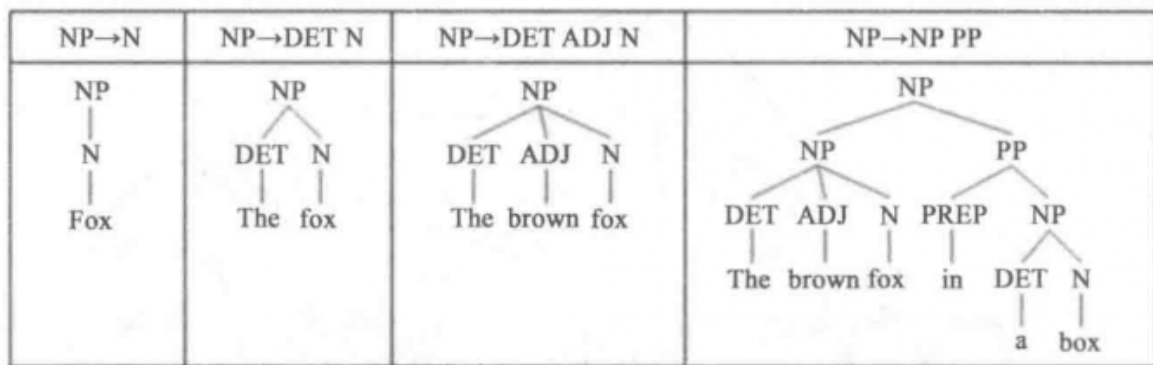 NP→N NP→DET N NP→DET ADJ N NP→NP PP
NP NP NP NP
N DET N DET ADJ N NP PP
Fox The fox The brown fox DET ADJ N PREP NP
The brown fox in DET N
a box